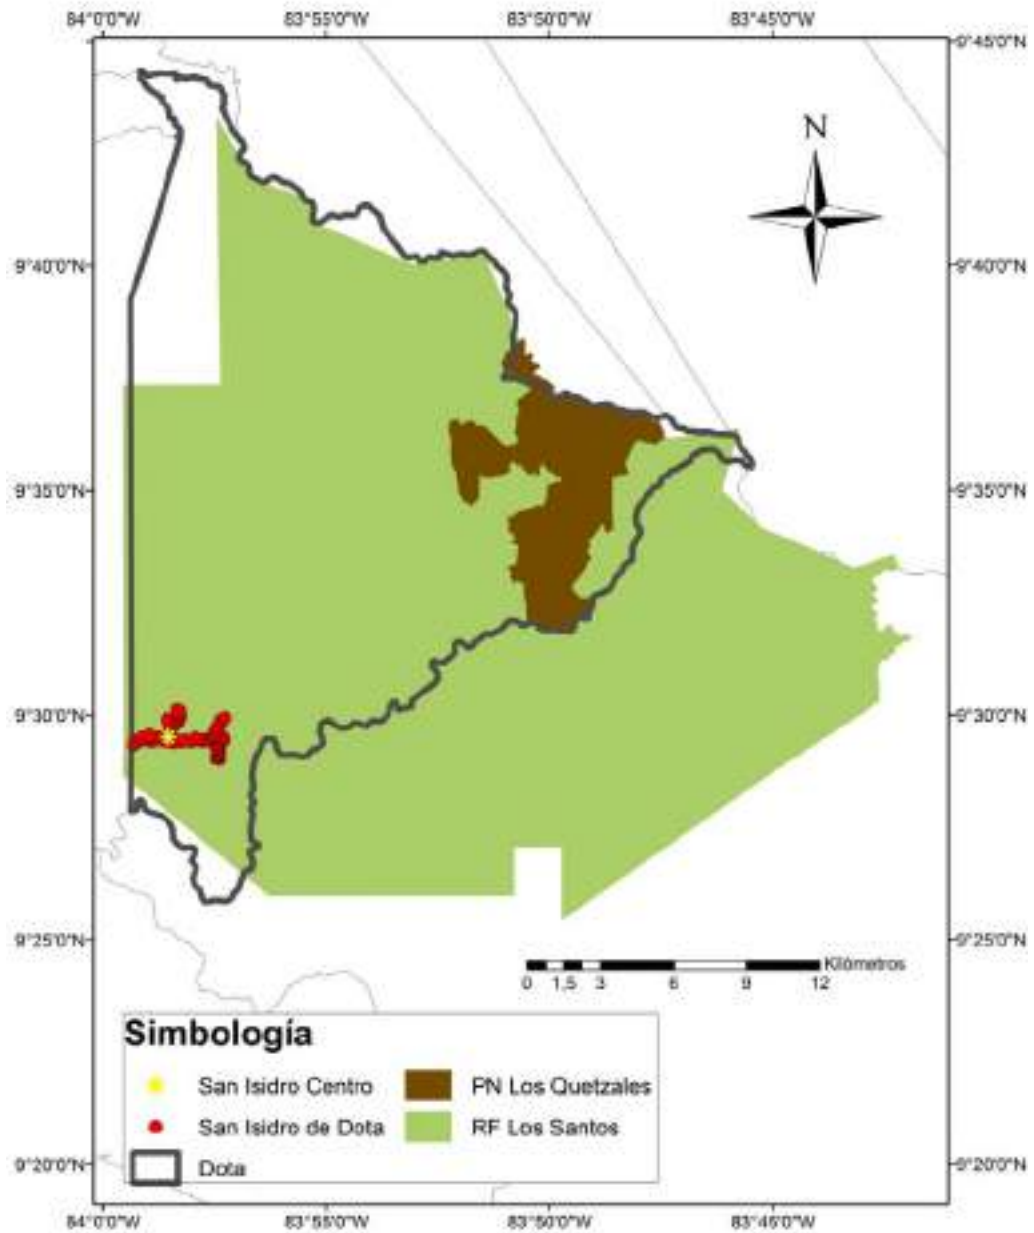 84°0'0"W 83°55'0"W 83°50'0"W 83°45'0"W
9°45'0"N
N
9°40'0"N 9°40'0"N
9°35'0"N 9°35'0"N
9°30'0"N 9°30'0"N
9°25'0"N 9°25'0"N
Kilómetros
0 1,5 3 6 9 12
Simbología
San Isidro Centro PN Los Quetzales
San Isidro de Dota RF Los Santos
Dota
9°20'0"N 9°20'0"N
84°0'0"W 83°55'0"W 83°50'0"W 83°45'0"W